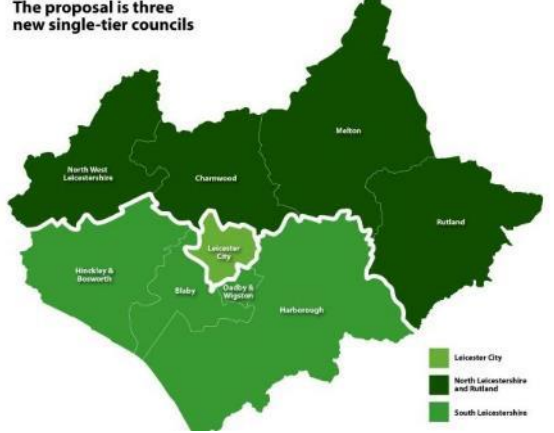 The proposal is three
new single-tier councils
Melton
North West
Leicestershire
Charnwood
Rutland
Leicester
City
Hinckley &
Bosworth
Blaby
Oadby &
Wigston
Harborough
Leicester City
North Leicestershire
and Rutland
South Leicestershire